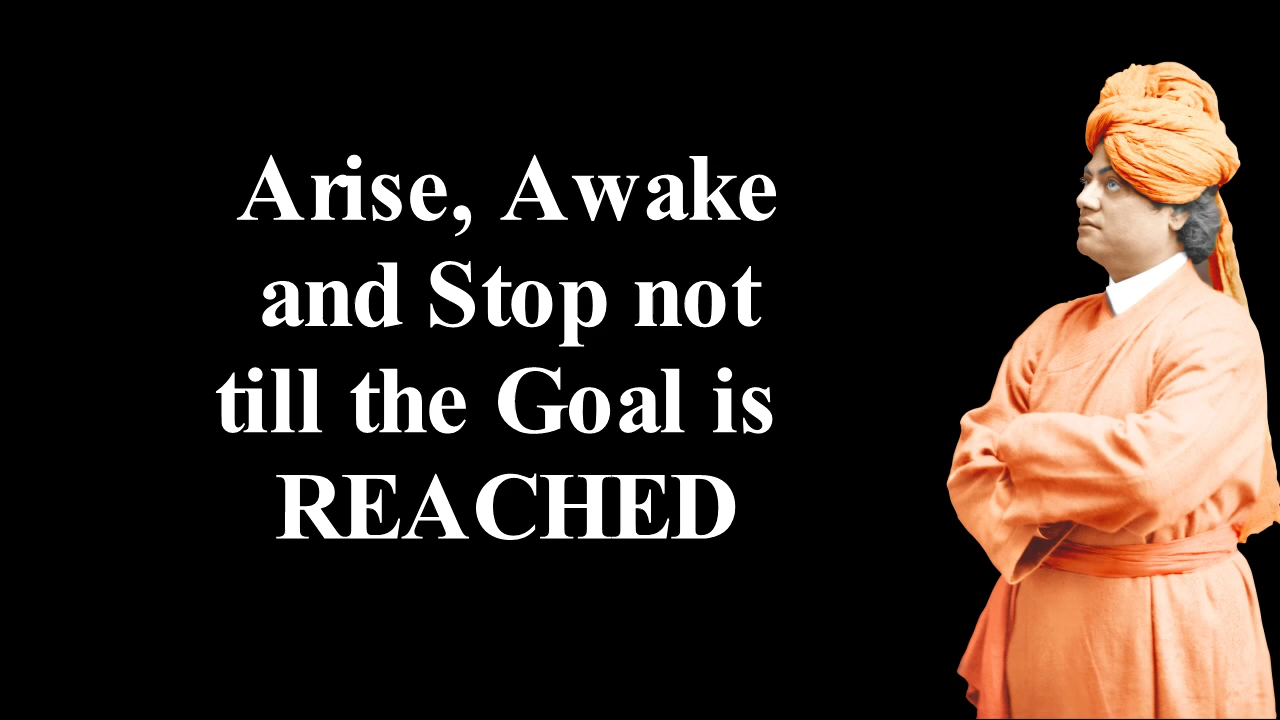 Arise, Awake
and Stop not
till the Goal is
REACHED